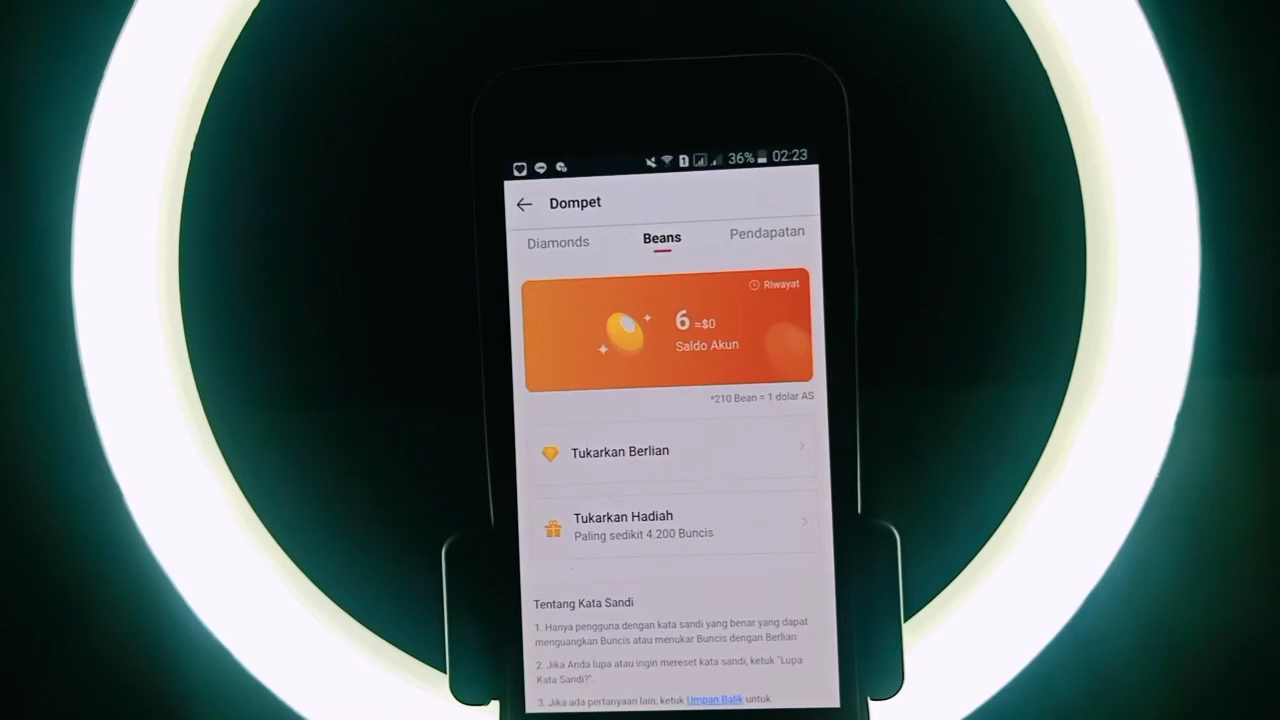 1 36% 02:23
Dompet
Diamonds Beans Pendapatan
Riwayat
6 ≈$0
Saldo Akun
*210 Bean = 1 dolar AS
Tukarkan Berlian
Tukarkan Hadiah
Paling sedikit 4.200 Buncis
Tentang Kata Sandi
1. Hanya pengguna dengan kata sandi yang benar yang dapat
menguangkan Buncis atau menukar Buncis dengan Berlian
2. Jika Anda lupa atau ingin mereset kata sandi, ketuk "Lupa
Kata Sandi?".
3. Jika ada pertanyaan lain, ketuk Umpan Balik untuk